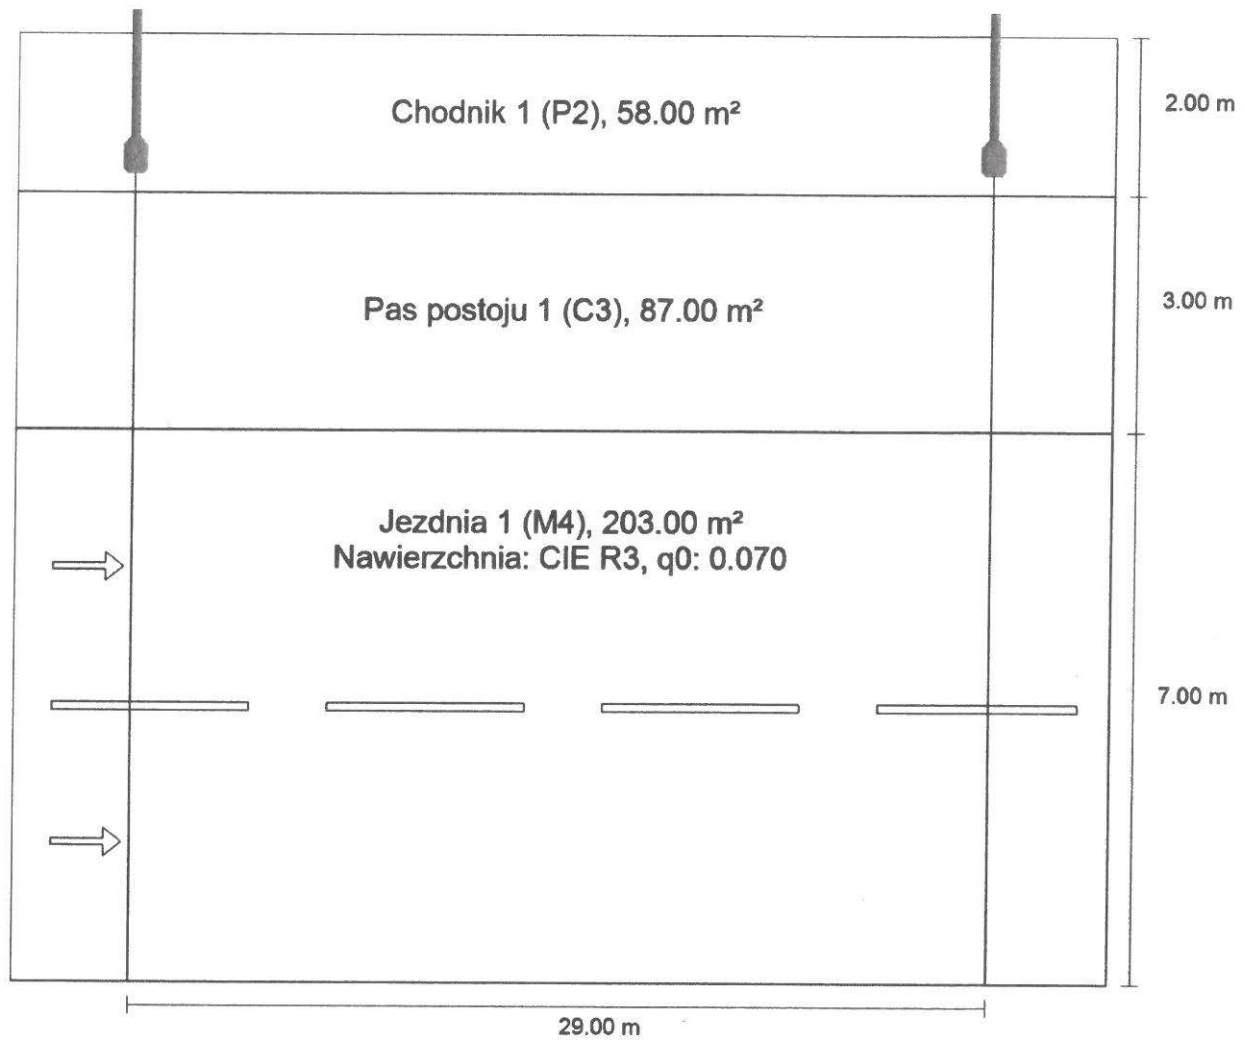 Chodnik 1 (P2), 58.00 m²
2.00 m
Pas postoju 1 (C3), 87.00 m²
3.00 m
Jezdnia 1 (M4), 203.00 m²
Nawierzchnia: CIE R3, q0: 0.070
7.00 m
29.00 m